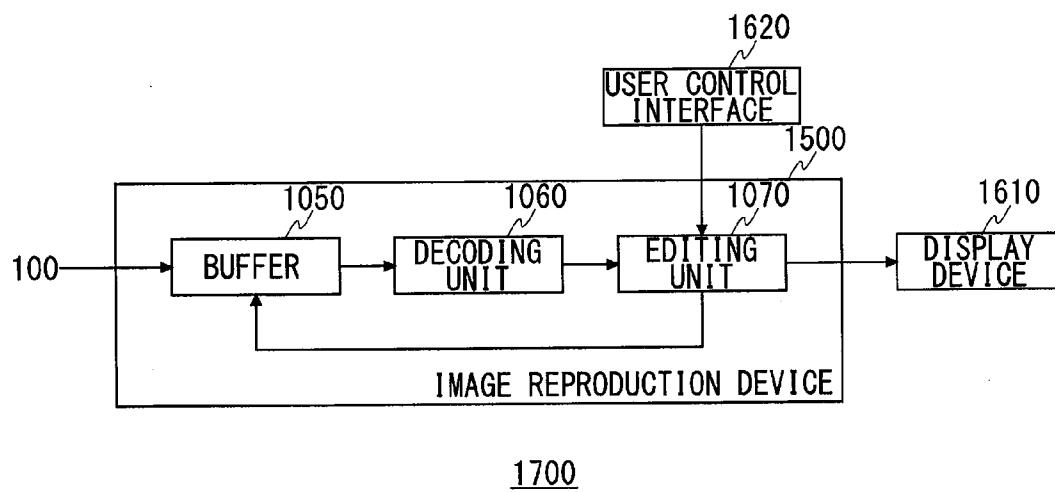 1620
USER CONTROL
INTERFACE
1500
1050
1060
1070
1610
100
BUFFER
DECODING
UNIT
EDITING
UNIT
DISPLAY
DEVICE
IMAGE REPRODUCTION DEVICE
1700